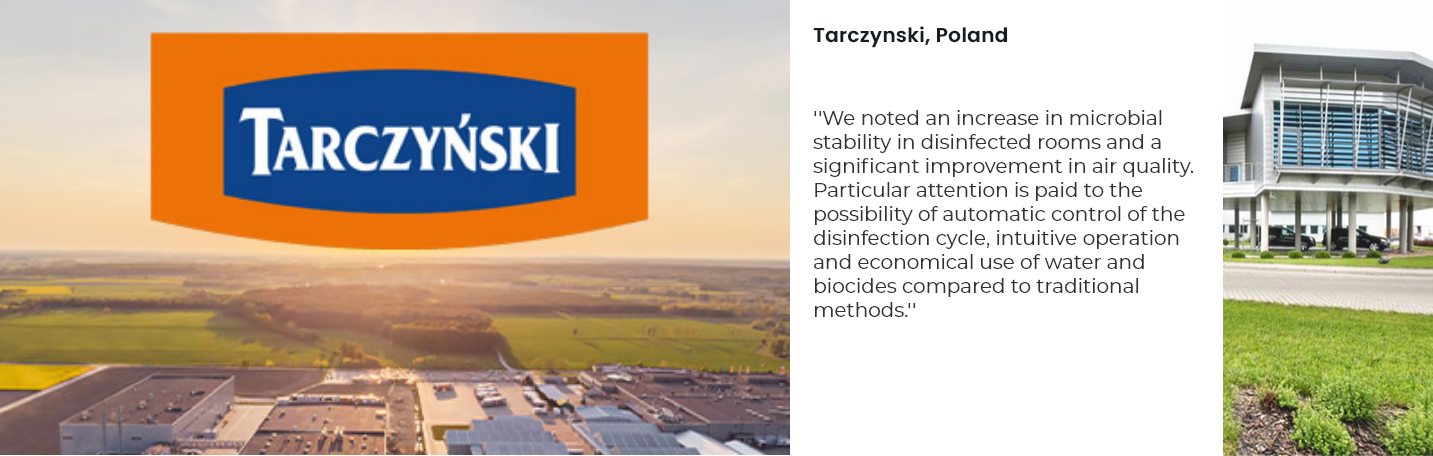 TARCZYŃSKI
Tarczynski, Poland
''We noted an increase in microbial
stability in disinfected rooms and a
significant improvement in air quality.
Particular attention is paid to the
possibility of automatic control of the
disinfection cycle, intuitive operation
and economical use of water and
biocides compared to traditional
methods.''